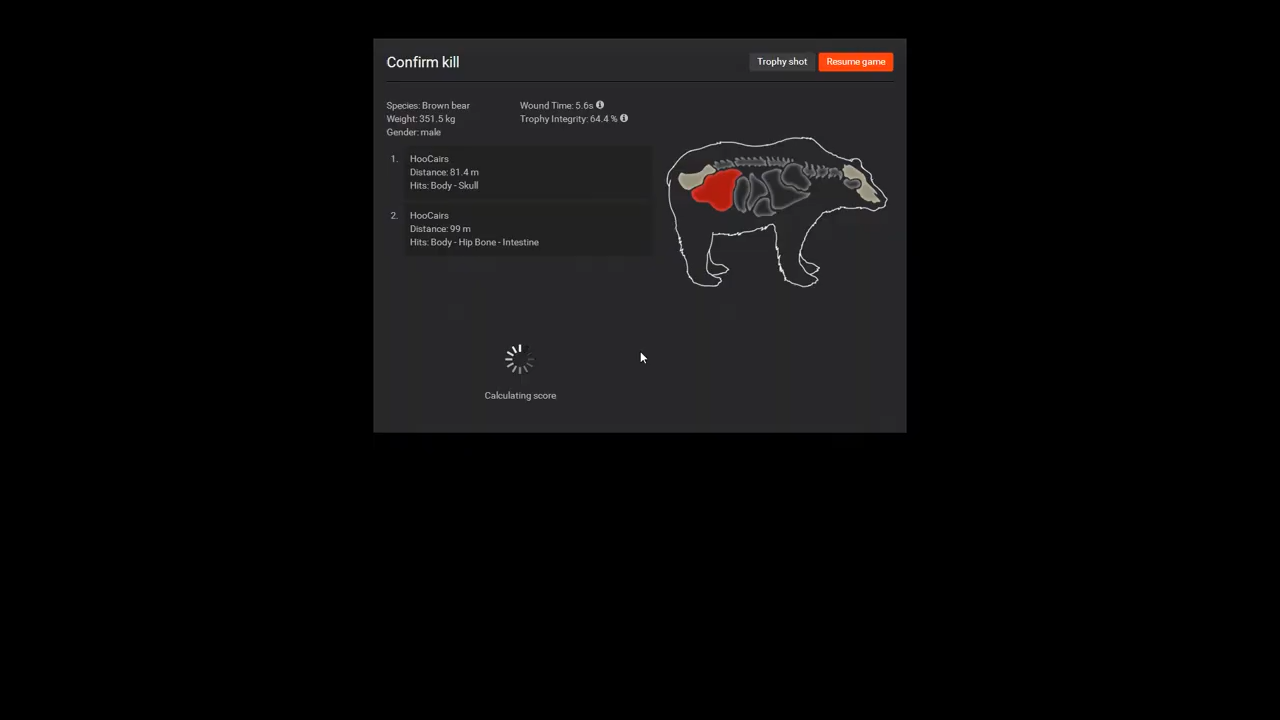 Confirm kill
Trophy shot
Resume game
Species: Brown bear
Wound Time: 5.6s
Weight: 351.5 kg
Trophy Integrity: 64.4 %
Gender: male
1.
HooCairs
Distance: 81.4 m
Hits: Body - Skull
2.
HooCairs
Distance: 99 m
Hits: Body - Hip Bone - Intestine
Calculating score